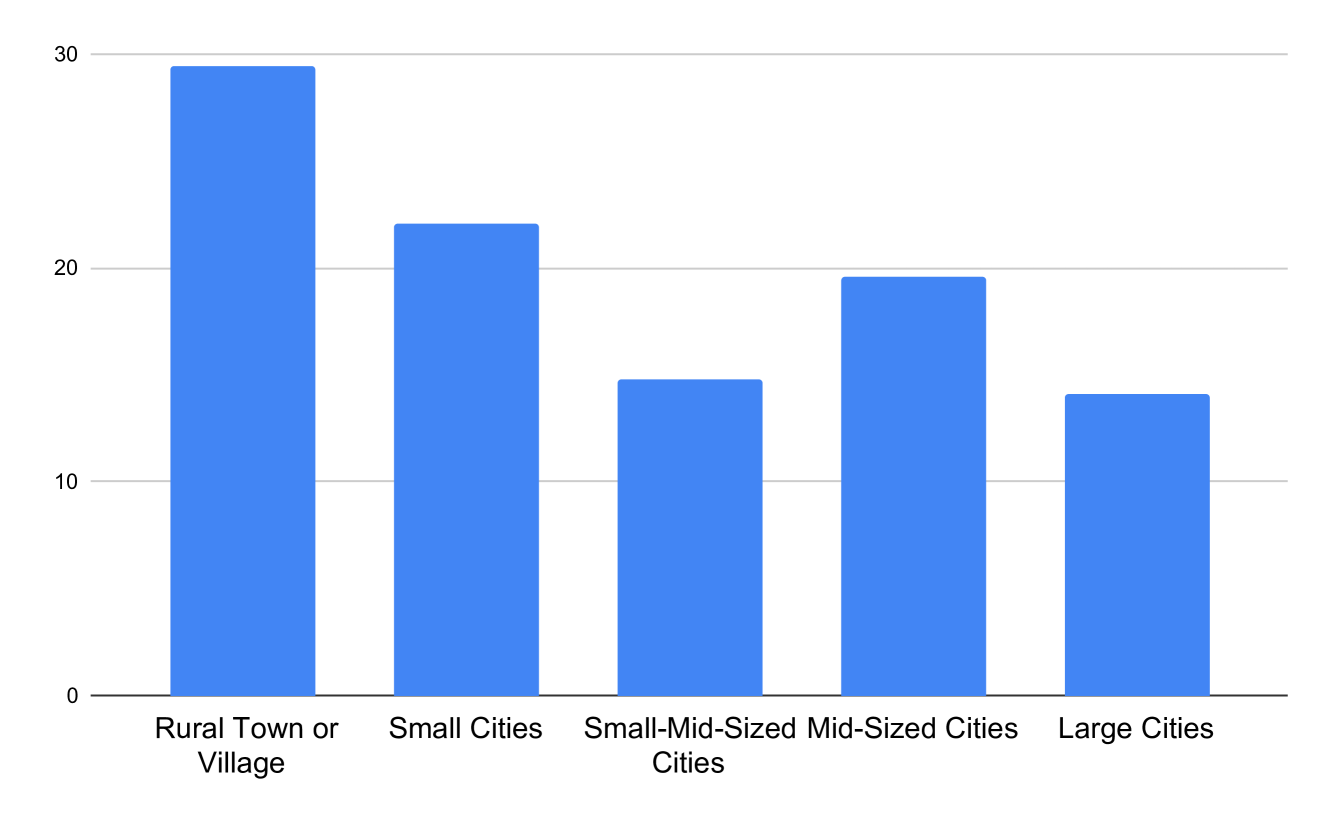 30
20
10
0
Rural Town or
Village
Small Cities
Small-Mid-Sized
Cities
Mid-Sized Cities
Large Cities